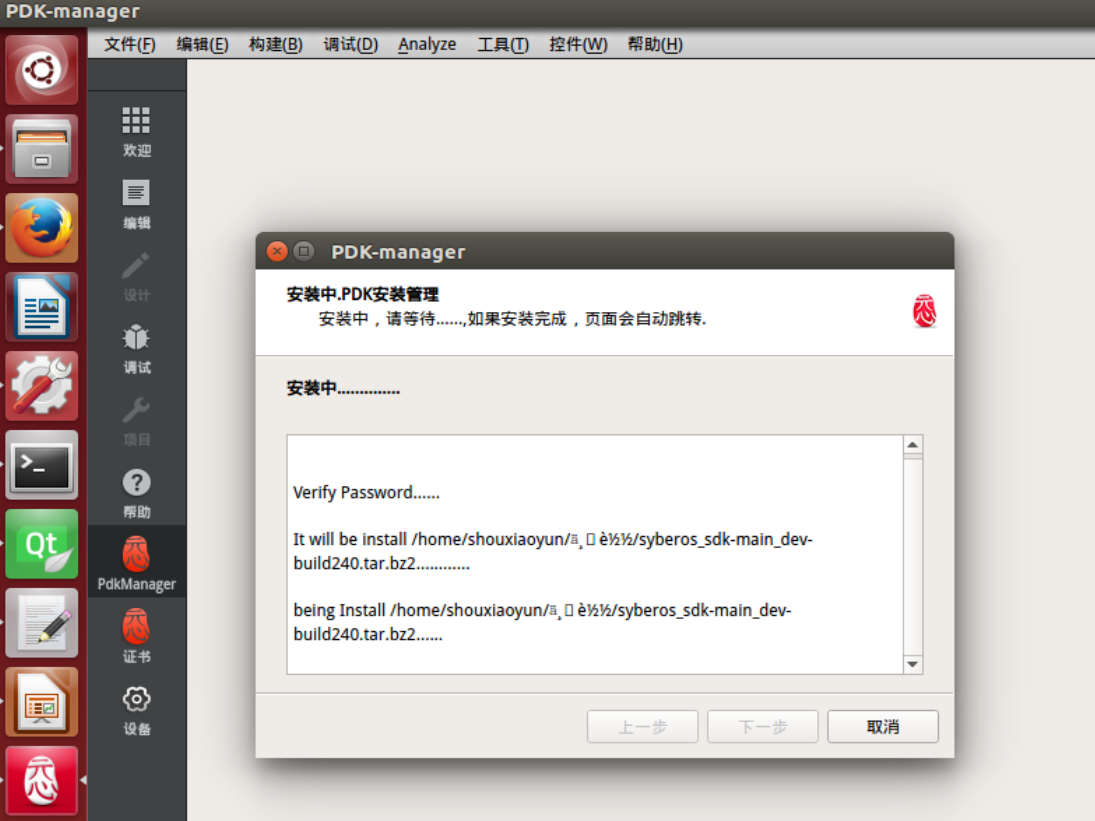 PDK-manager
文件(F) 编辑(E) 构建(B) 调试(D) Analyze 工具(T) 控件(W) 帮助(H)
欢迎
编辑
设计
调试
项目
帮助
PdkManager
证书
设备
Qt
PDK-manager
安装中.PDK安装管理
安装中，请等待......,如果安装完成，页面会自动跳转.
安装中..............
Verify Password......
It will be install /home/shouxiaoyun/ä¸ è½½/syberos_sdk-main_dev-
build240.tar.bz2............
being Install /home/shouxiaoyun/ä¸ è½½/syberos_sdk-main_dev-
build240.tar.bz2......
上一步 下一步 取消